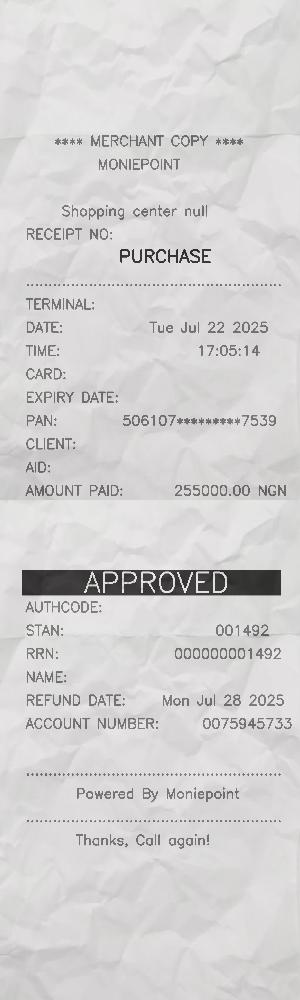 **** MERCHANT COPY ****
MONIEPOINT
Shopping center null
RECEIPT NO:
PURCHASE
TERMINAL:
DATE: Tue Jul 22 2025
TIME: 17:05:14
CARD:
EXPIRY DATE:
PAN: 506107*********7539
CLIENT:
AID:
AMOUNT PAID: 255000.00 NGN
APPROVED
AUTHCODE:
STAN: 001492
RRN: 000000001492
NAME:
REFUND DATE: Mon Jul 28 2025
ACCOUNT NUMBER: 0075945733
Powered By Moniepoint
Thanks, Call again!